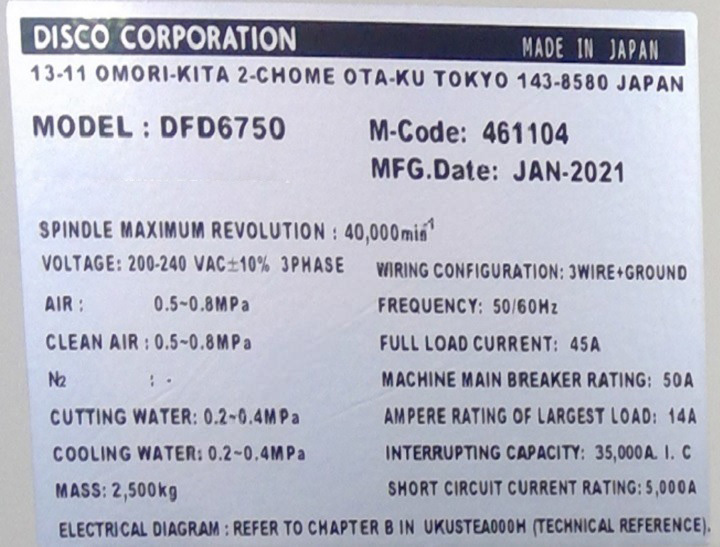 DISCO CORPORATION MADE IN JAPAN
13-11 OMORI-KITA 2-CHOME OTA-KU TOKYO 143-8580 JAPAN
MODEL : DFD6750 M-Code: 461104
MFG.Date: JAN-2021
SPINDLE MAXIMUM REVOLUTION : 40,000min⁻¹
VOLTAGE: 200-240 VAC±10% 3PHASE WIRING CONFIGURATION: 3WIRE+GROUND
AIR : 0.5~0.8MPa FREQUENCY: 50/60Hz
CLEAN AIR : 0.5~0.8MPa FULL LOAD CURRENT: 45A
N2 : - MACHINE MAIN BREAKER RATING: 50A
CUTTING WATER: 0.2~0.4MPa AMPERE RATING OF LARGEST LOAD: 14A
COOLING WATER: 0.2~0.4MPa INTERRUPTING CAPACITY: 35,000A. I. C
MASS: 2,500kg SHORT CIRCUIT CURRENT RATING: 5,000A
ELECTRICAL DIAGRAM : REFER TO CHAPTER B IN UKUSTEA000H (TECHNICAL REFERENCE).